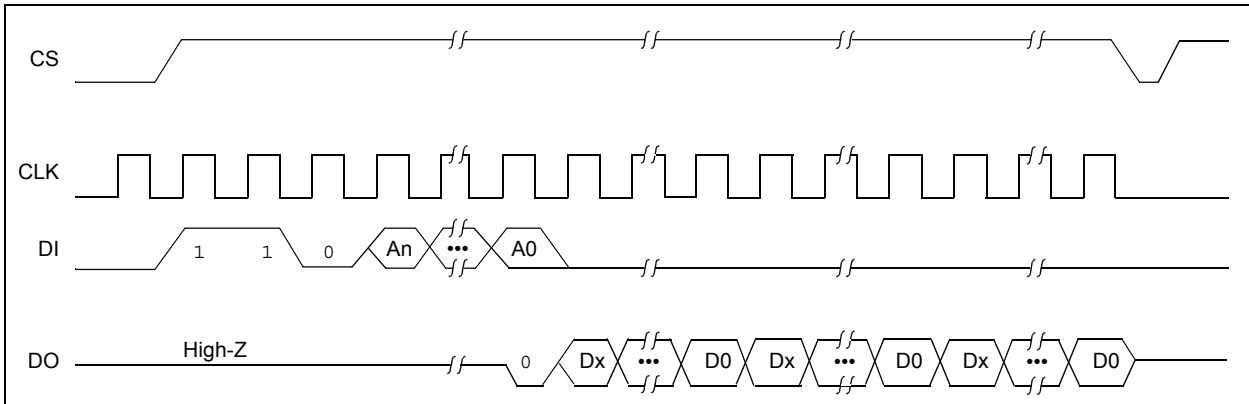 CS
CLK
DI 1 1 0 An ••• A0
High-Z
DO 0 Dx ••• D0 Dx ••• D0 Dx ••• D0